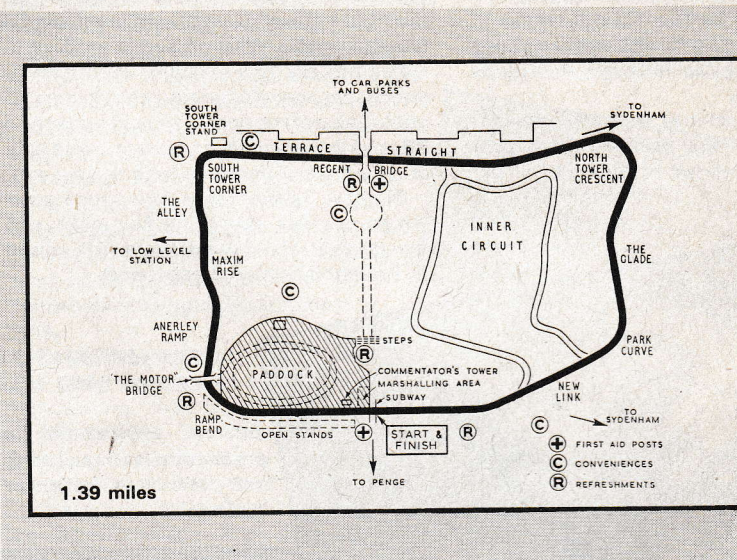 TO CAR PARKS
AND BUSES
SOUTH
TOWER
CORNER
STAND
C
R
TERRACE STRAIGHT
TO
SYDENHAM
REGENT BRIDGE
R
SOUTH
TOWER
CORNER
NORTH
TOWER
CRESCENT
THE
ALLEY
C
INNER
CIRCUIT
TO LOW LEVEL
STATION
MAXIM
RISE
THE
GLADE
C
ANERLEY
RAMP
STEPS
R
PARK
CURVE
C
PADDOCK
COMMENTATOR'S TOWER
MARSHALLING AREA
SUBWAY
"THE MOTOR"
BRIDGE
R
NEW
LINK
RAMP
BEND
OPEN STANDS
START &
FINISH
R
C
TO
SYDENHAM
FIRST AID POSTS
C CONVENIENCES
R REFRESHMENTS
TO PENGE
1.39 miles